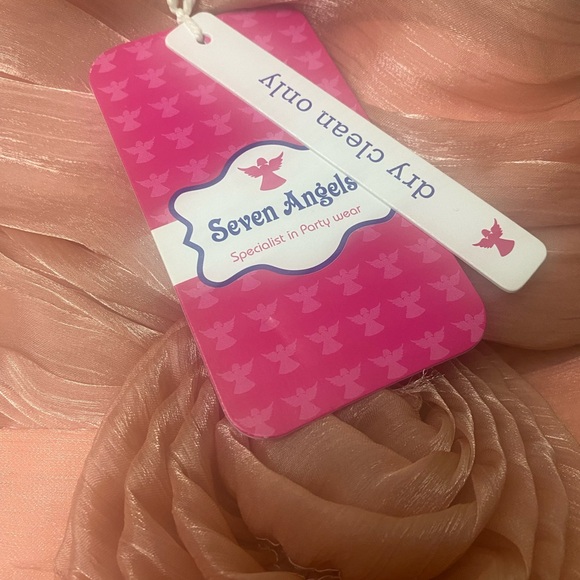 Seven Angels
Specialist in Party wear
dry clean only